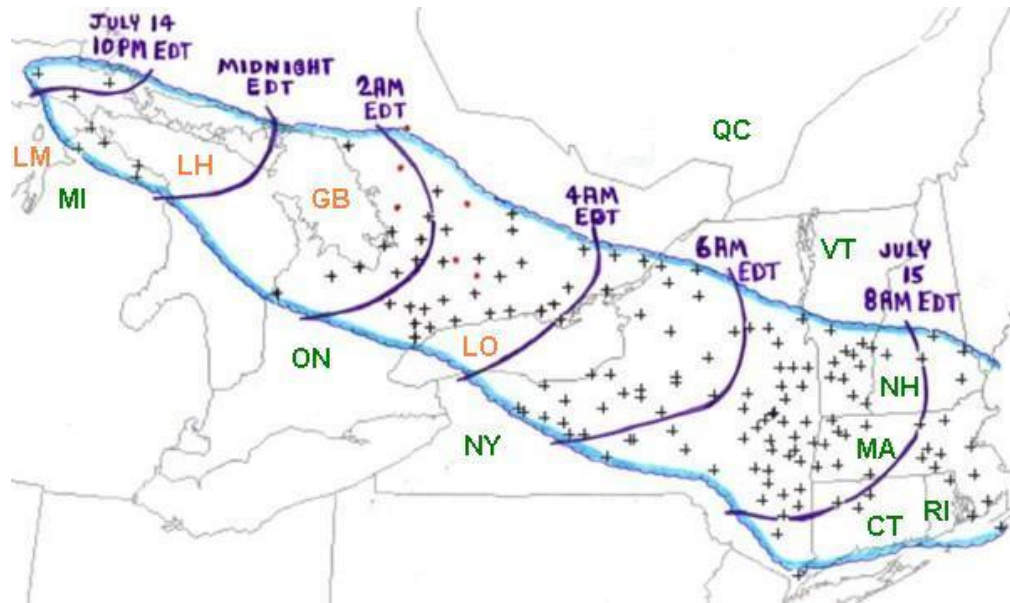 JULY 14
10PM EDT
MIDNIGHT
EDT
2AM
EDT
QC
LM
LH
MI
GB
4AM
EDT
6AM
EDT
VT
JULY
15
8AM EDT
ON
LO
NH
NY
MA
CT
RI